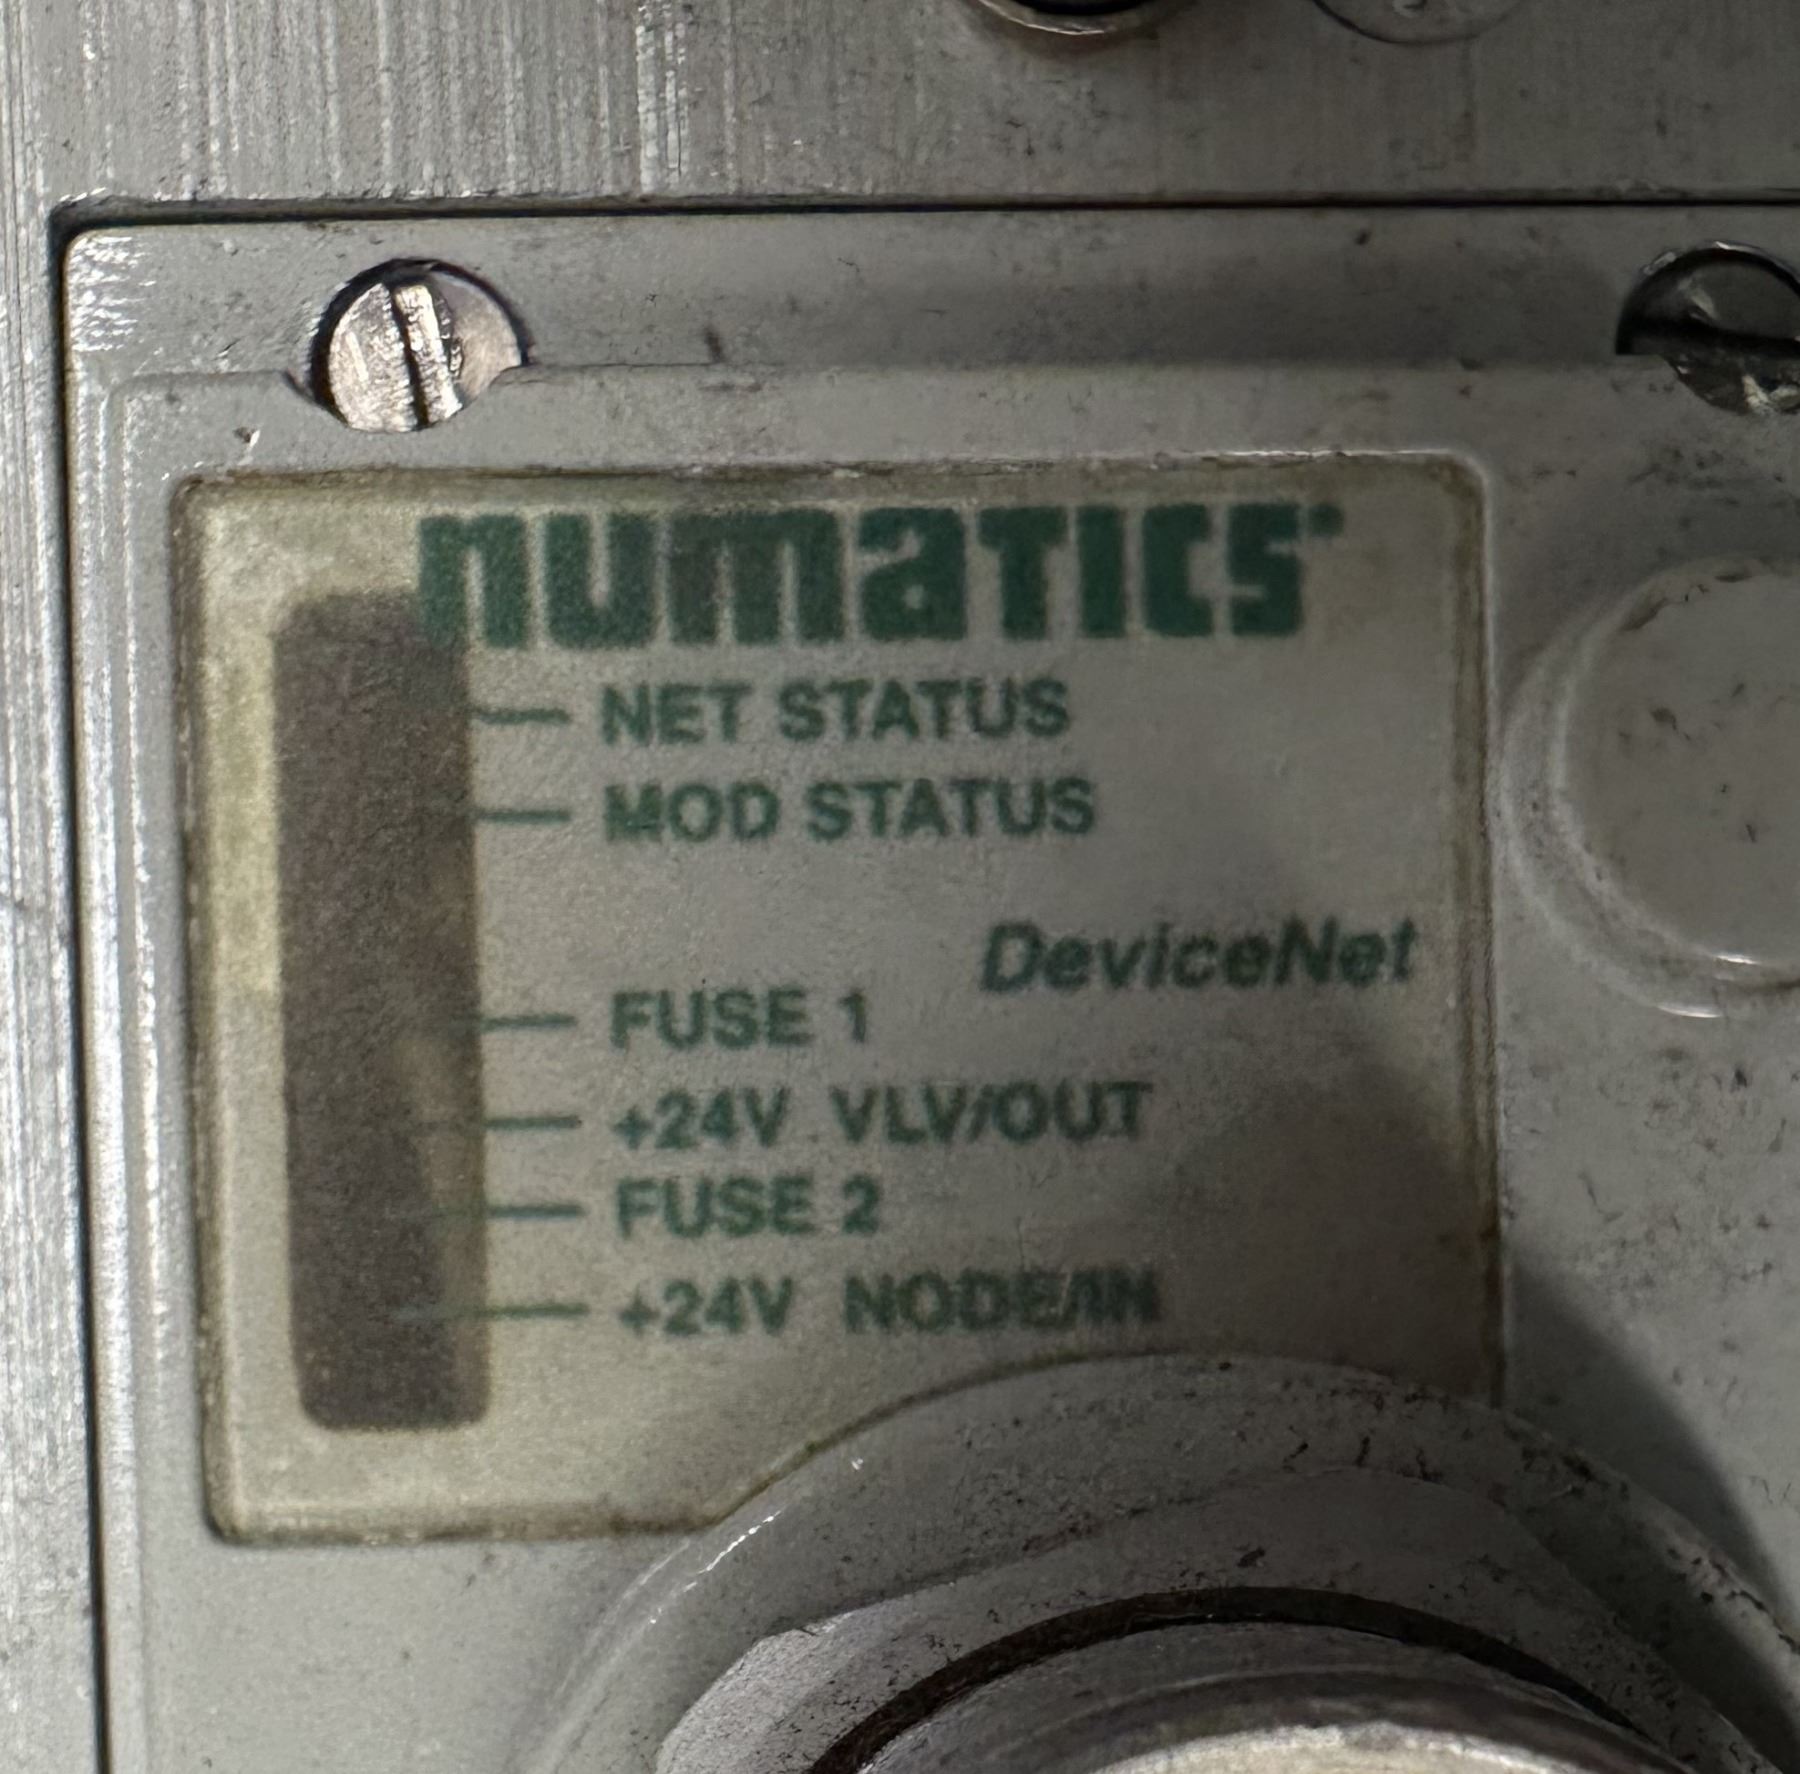 numatics
NET STATUS
MOD STATUS
DeviceNet
FUSE 1
+24V VLV/OUT
FUSE 2
+24V NODE/IN